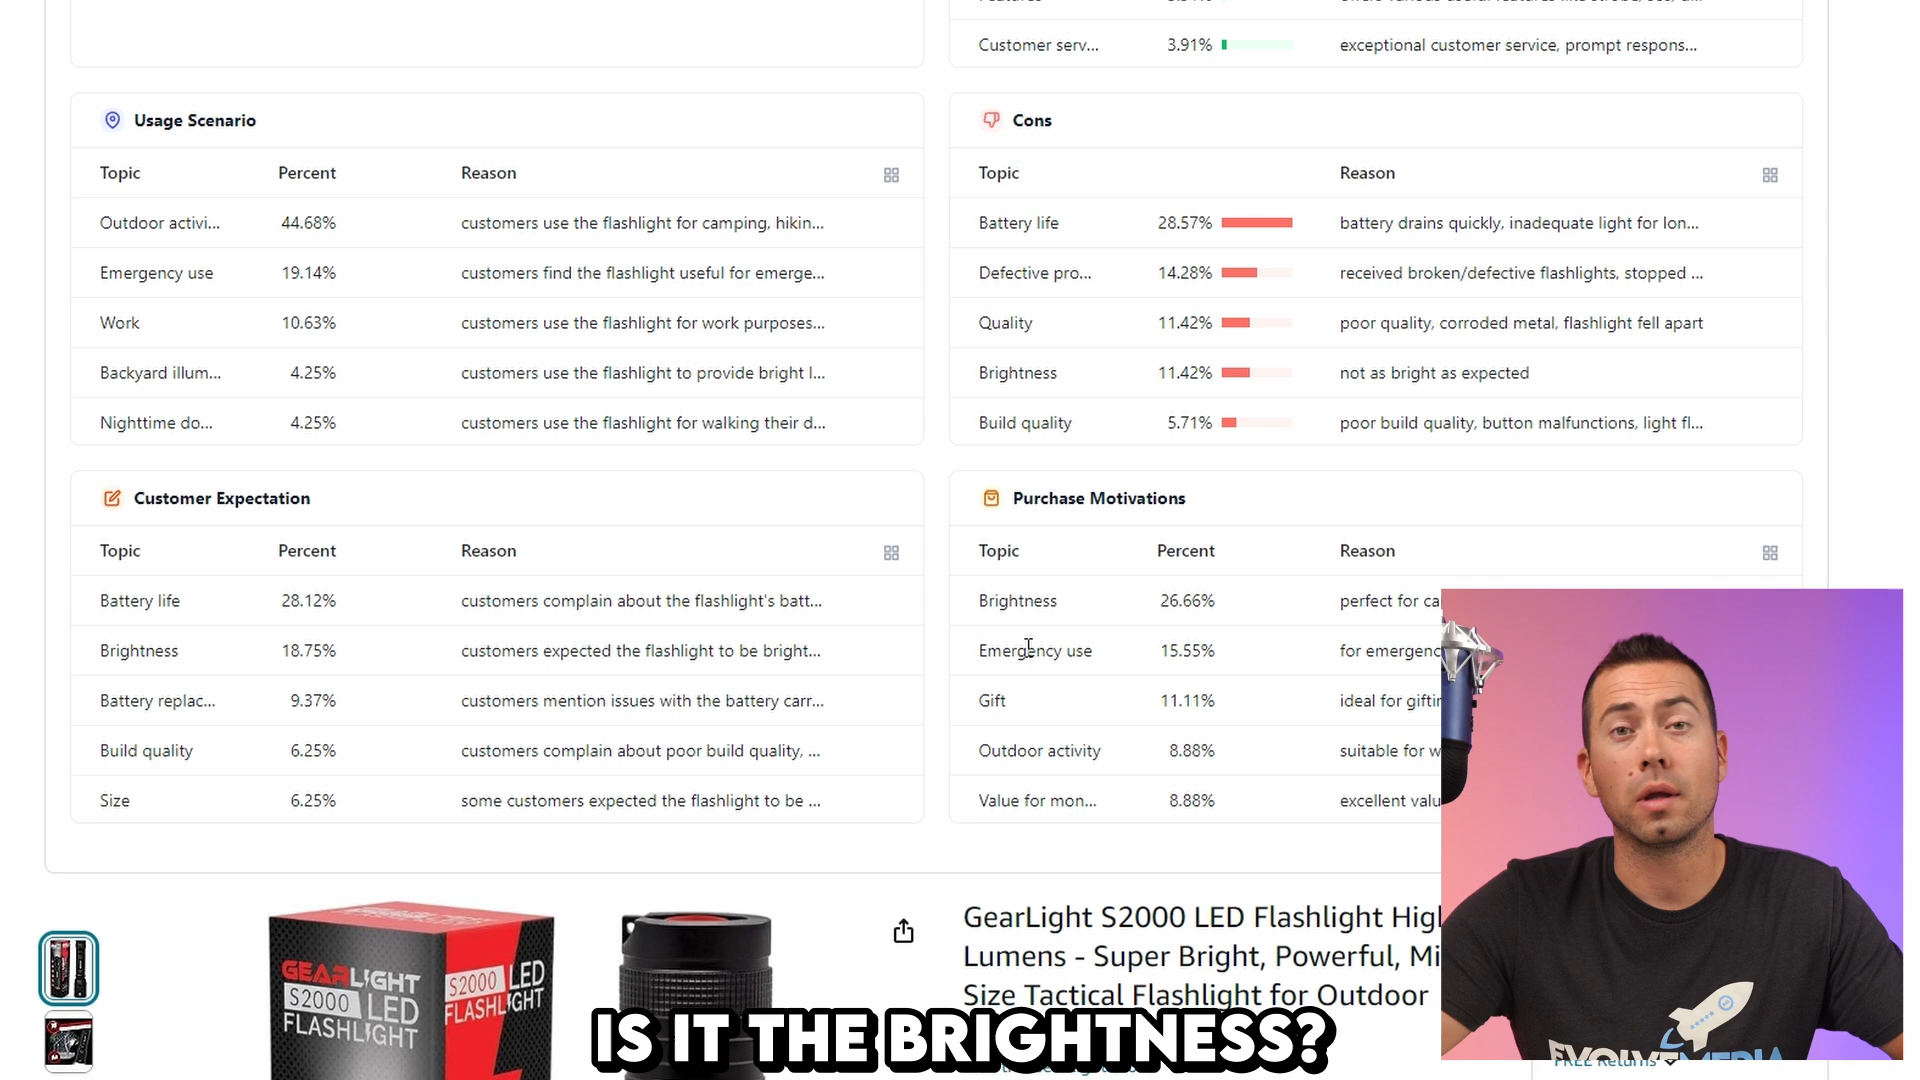 Customer serv... 3.91% exceptional customer service, prompt respons...
Usage Scenario
Topic Percent Reason
Outdoor activi... 44.68% customers use the flashlight for camping, hikin...
Emergency use 19.14% customers find the flashlight useful for emerge...
Work 10.63% customers use the flashlight for work purposes...
Backyard illum... 4.25% customers use the flashlight to provide bright l...
Nighttime do... 4.25% customers use the flashlight for walking their d...
Cons
Topic Reason
Battery life 28.57% battery drains quickly, inadequate light for lon...
Defective pro... 14.28% received broken/defective flashlights, stopped ...
Quality 11.42% poor quality, corroded metal, flashlight fell apart
Brightness 11.42% not as bright as expected
Build quality 5.71% poor build quality, button malfunctions, light fl...
Customer Expectation
Topic Percent Reason
Battery life 28.12% customers complain about the flashlight's batt...
Brightness 18.75% customers expected the flashlight to be bright...
Battery replac... 9.37% customers mention issues with the battery carr...
Build quality 6.25% customers complain about poor build quality, ...
Size 6.25% some customers expected the flashlight to be ...
Purchase Motivations
Topic Percent Reason
Brightness 26.66% perfect for ca
Emergency use 15.55% for emergenc
Gift 11.11% ideal for giftin
Outdoor activity 8.88% suitable for w
Value for mon... 8.88% excellent valu
GEARLIGHT
S2000 LED
FLASHLIGHT
S2000 LED
FLASHLIGHT
GearLight S2000 LED Flashlight High
Lumens - Super Bright, Powerful, Mi
Size Tactical Flashlight for Outdoor
IS IT THE BRIGHTNESS?
EVOLVEMEDIA
FREE Returns